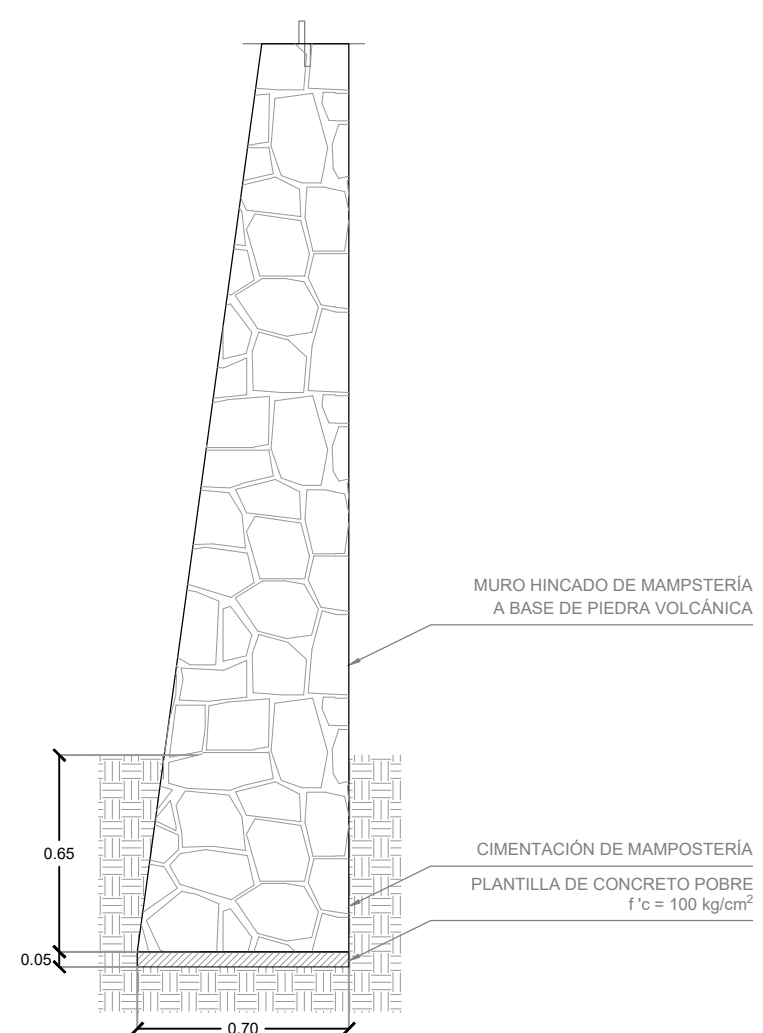 MURO HINCADO DE MAMPSTERÍA
A BASE DE PIEDRA VOLCÁNICA
0.65
CIMENTACIÓN DE MAMPOSTERÍA
PLANTILLA DE CONCRETO POBRE
f 'c = 100 kg/cm²
0.05
0.70